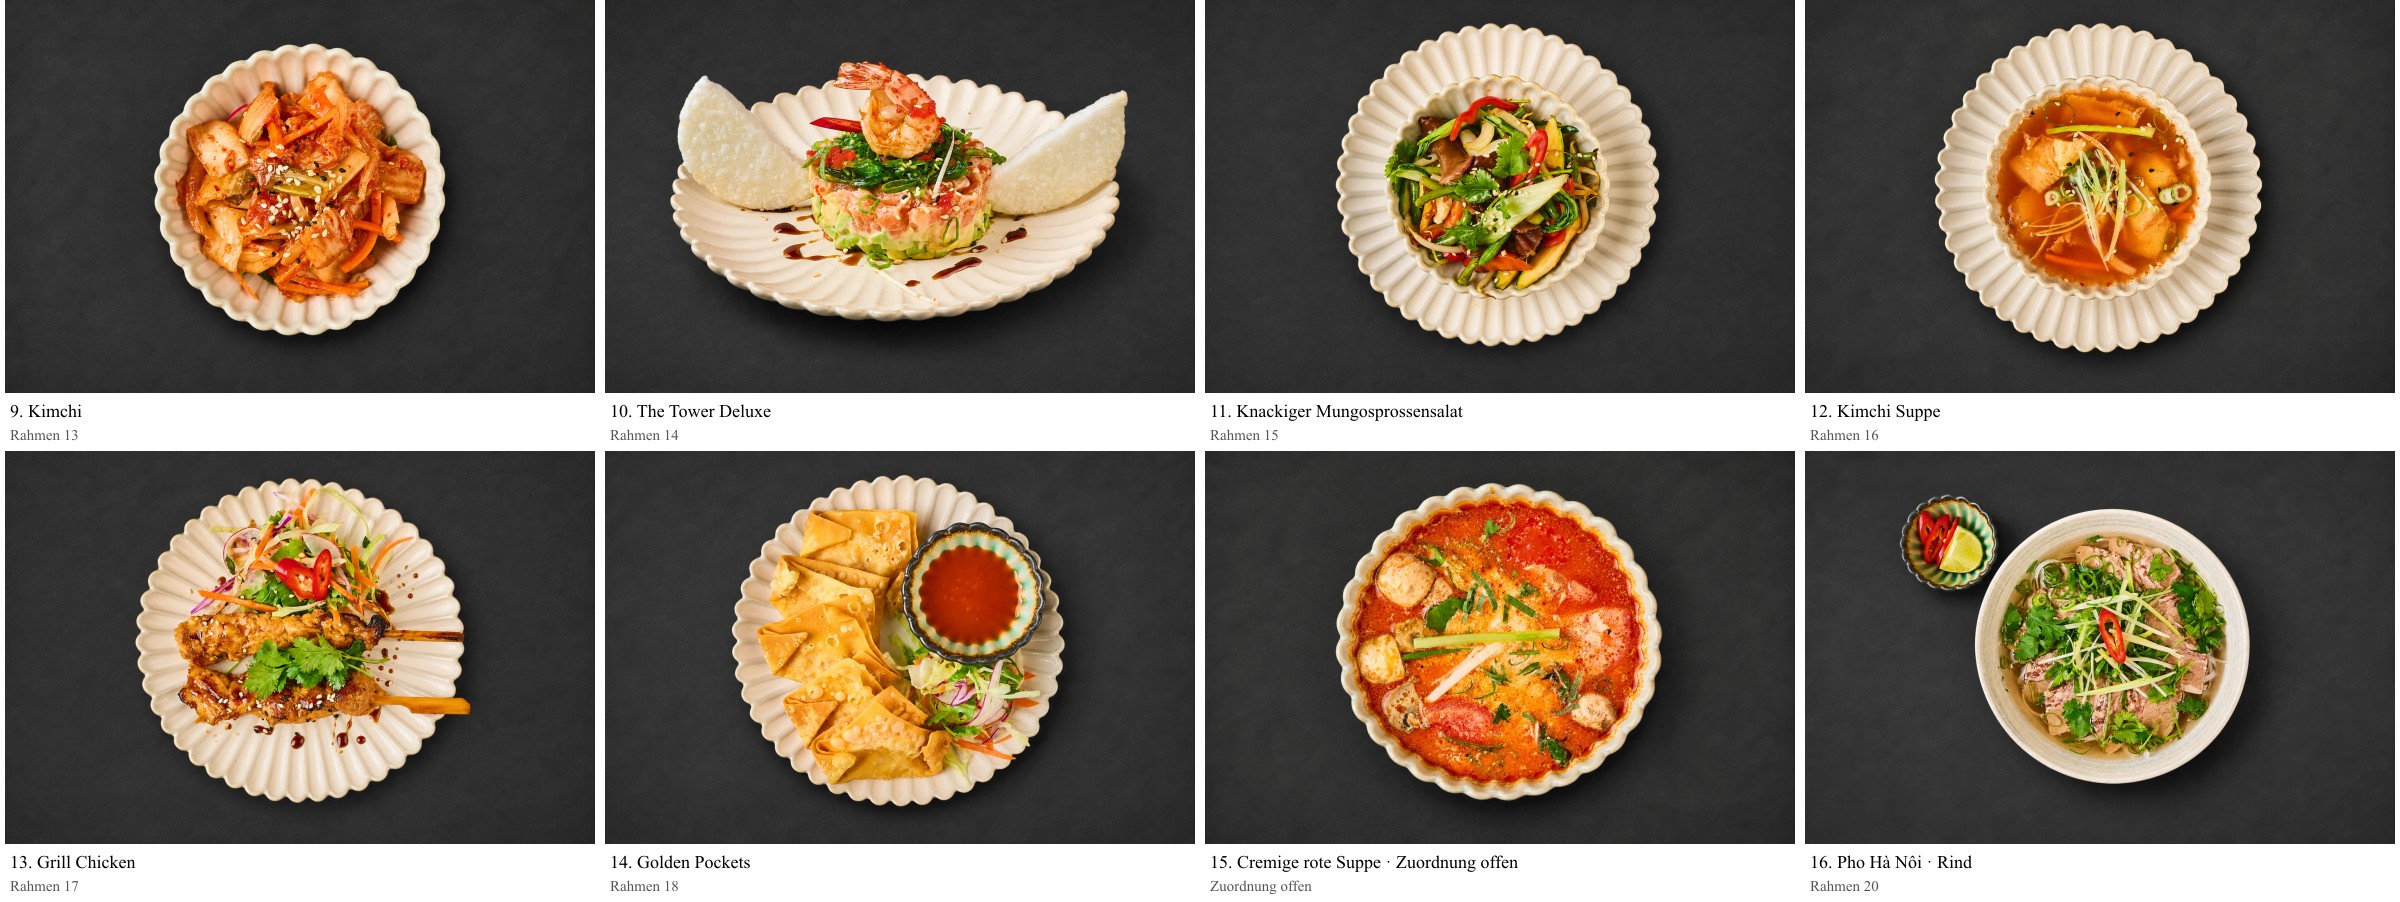 9. Kimchi
Rahmen 13
10. The Tower Deluxe
Rahmen 14
11. Knackiger Mungosprossensalat
Rahmen 15
12. Kimchi Suppe
Rahmen 16
13. Grill Chicken
Rahmen 17
14. Golden Pockets
Rahmen 18
15. Cremige rote Suppe · Zuordnung offen
Zuordnung offen
16. Pho Hà Nôi · Rind
Rahmen 20